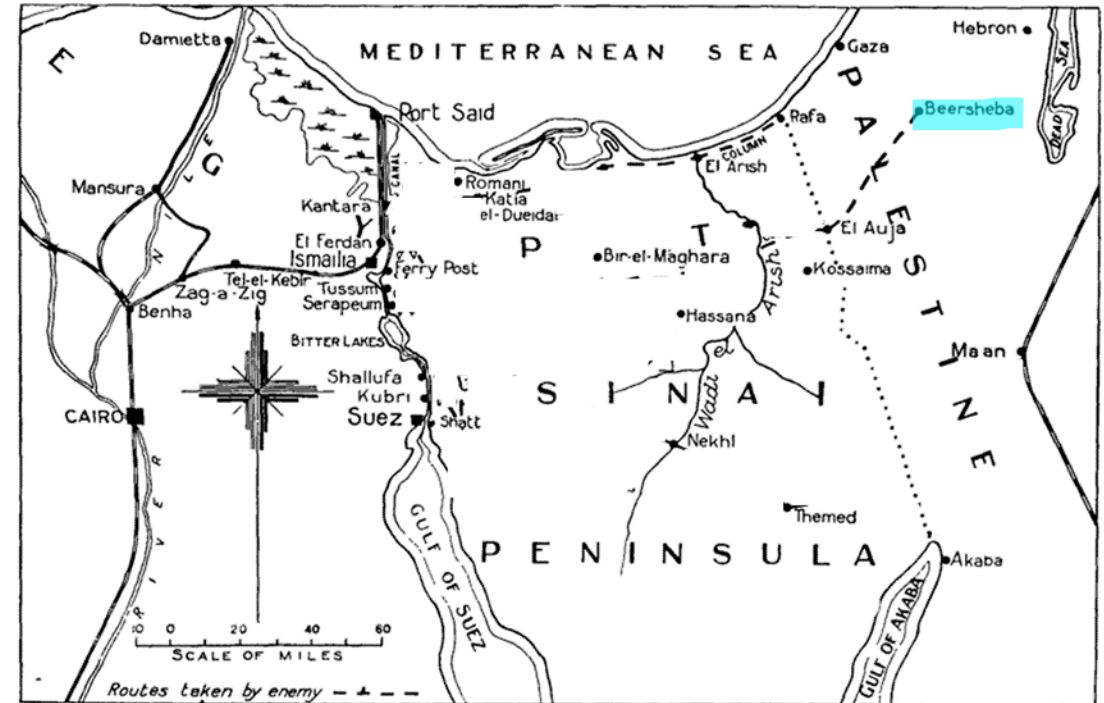 Damietta
MEDITERRANEAN SEA
Gaza
Hebron
DEAD SEA
Port Said
Rafa
Beersheba
COLUMN
El Arish
Mansura
Romani
Katia
el-Dueidar
CANAL
Kantara
El Ferdan
Ismailia
Ferry Post
Bir-el-Maghara
El Auja
Kossaima
Tel-el-Kebir
Zag-a-Zig
Tussum
Serapeum
Benha
BITTER LAKES
Hassana
Wadi el Arish
Maan
Shallufa
Kubri
CAIRO
Suez
Shatt
Nekhl
Themed
EGYPT
PALESTINE
SINAI
PENINSULA
Akaba
RIVER NILE
GULF OF SUEZ
GULF OF AKABA
10 0 20 40 60
SCALE OF MILES
Routes taken by enemy